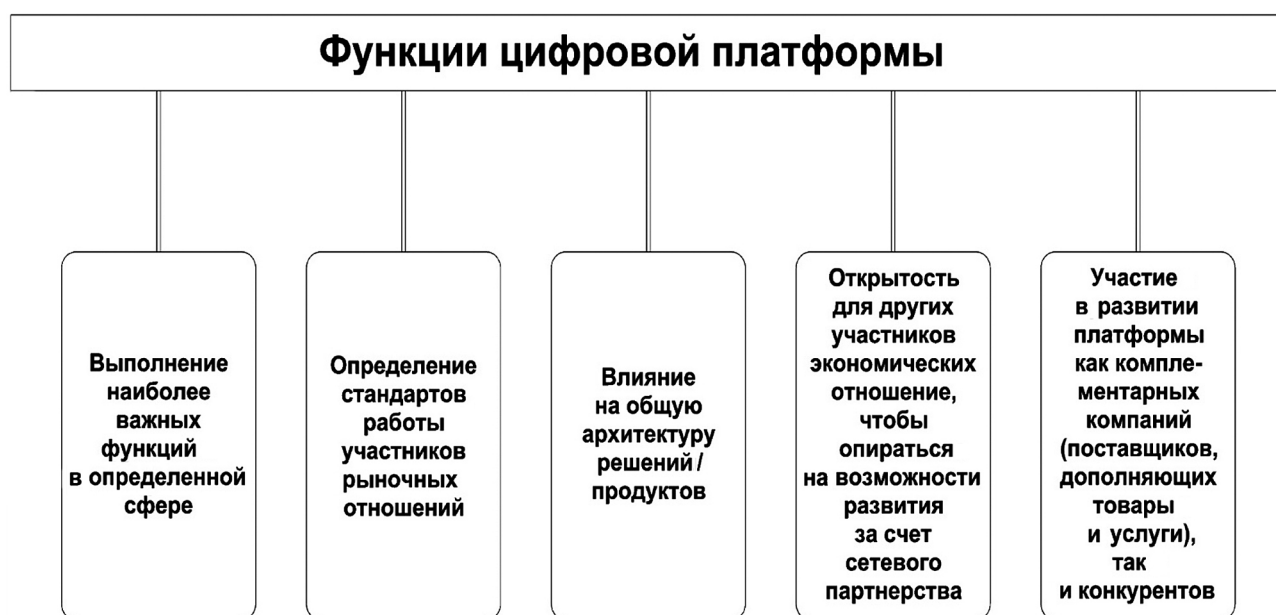 Функции цифровой платформы
Выполнение
наиболее
важных
функций
в определенной
сфере
Определение
стандартов
работы
участников
рыночных
отношений
Влияние
на общую
архитектуру
решений /
продуктов
Открытость
для других
участников
экономических
отношение,
чтобы
опираться
на возможности
развития
за счет
сетевого
партнерства
Участие
в развитии
платформы
как компле-
ментарных
компаний
(поставщиков,
дополняющих
товары
и услуги),
так
и конкурентов